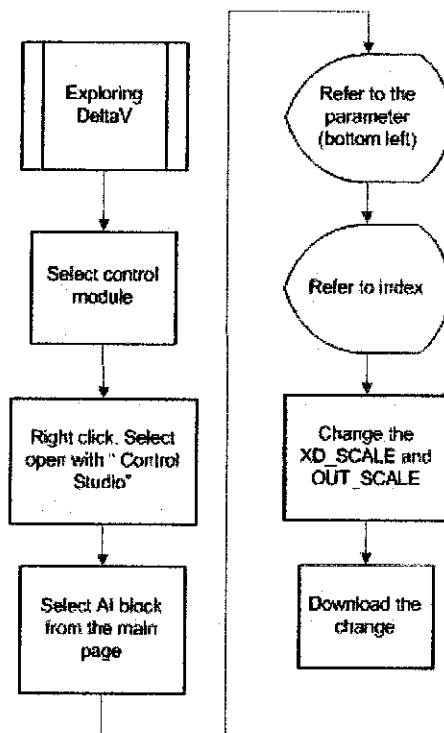 Exploring
DeltaV
Select control
module
Right click. Select
open with " Control
Studio"
Select AI block
from the main
page
Refer to the
parameter
(bottom left)
Refer to index
Change the
XD_SCALE and
OUT_SCALE
Download the
change